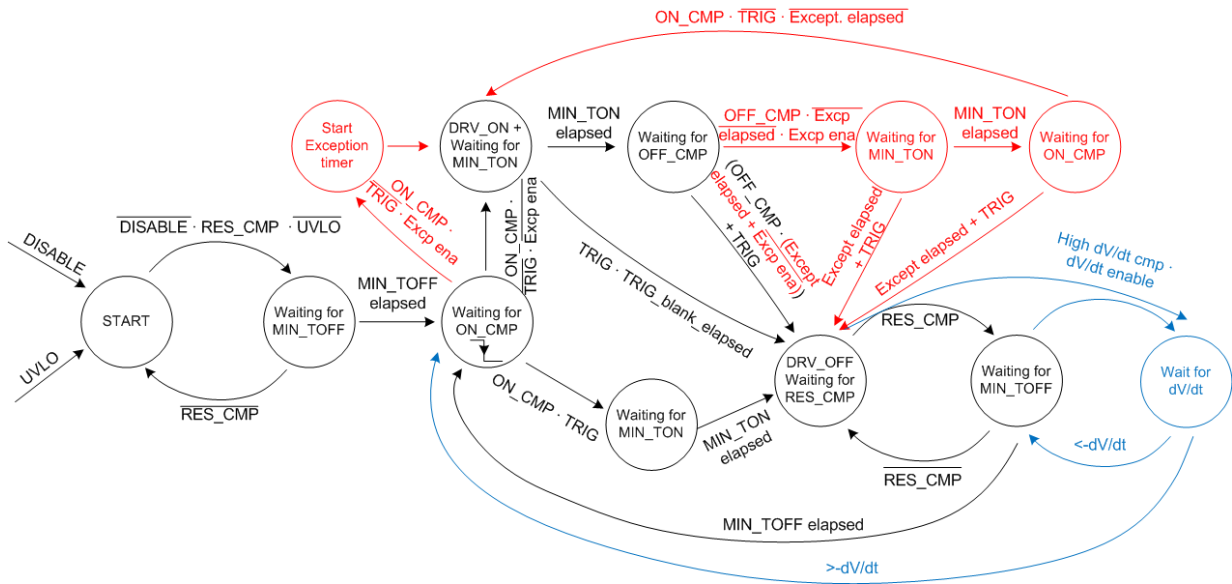 ON_CMP · TRIG · Except. elapsed
Start
Exception
timer
DRV_ON +
Waiting for
MIN_TON
MIN_TON
elapsed
Waiting for
OFF_CMP
OFF_CMP · Excp
elapsed · Excp ena
Waiting for
MIN_TON
MIN_TON
elapsed
Waiting for
ON_CMP
ON_CMP ·
TRIG · Excp ena
ON_CMP ·
TRIG · Excp ena
(OFF_CMP · (Except
elapsed + Excp ena))
+ TRIG
Except elapsed
+ TRIG
Except elapsed + TRIG
TRIG · TRIG_blank_elapsed
High dV/dt cmp ·
dV/dt enable
DISABLE
DISABLE · RES_CMP · UVLO
START
UVLO
Waiting for
MIN_TOFF
RES_CMP
MIN_TOFF
elapsed
Waiting for
ON_CMP
ON_CMP · TRIG
Waiting for
MIN_TON
MIN_TON
elapsed
DRV_OFF
Waiting for
RES_CMP
RES_CMP
Waiting for
MIN_TOFF
RES_CMP
Wait for
dV/dt
<-dV/dt
MIN_TOFF elapsed
>-dV/dt